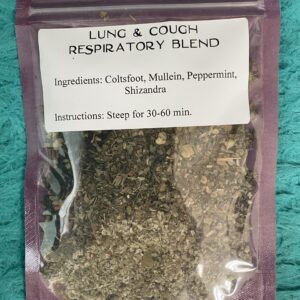 LUNG & COUGH
RESPIRATORY BLEND
Ingredients: Coltsfoot, Mullein, Peppermint,
Shizandra
Instructions: Steep for 30-60 min.